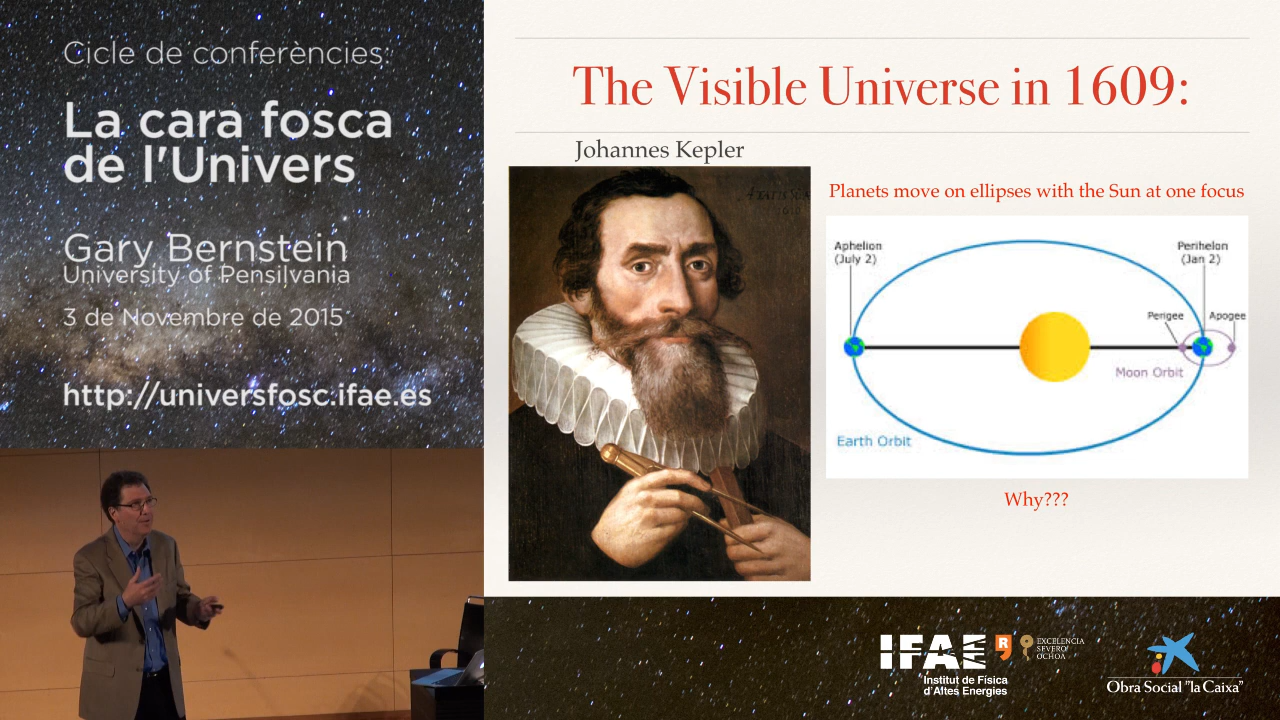 Cicle de conferències:
La cara fosca
de l'Univers
Gary Bernstein
University of Pensilvania
3 de Novembre de 2015
http://universfosc.ifae.es
The Visible Universe in 1609:
Johannes Kepler
Planets move on ellipses with the Sun at one focus
Aphelion
(July 2)
Perihelon
(Jan 2)
Perigee
Apogee
Moon Orbit
Earth Orbit
Why???
IFAE
EXCELENCIA
SEVERO
OCHOA
Institut de Física
d'Altes Energies
Obra Social "la Caixa"